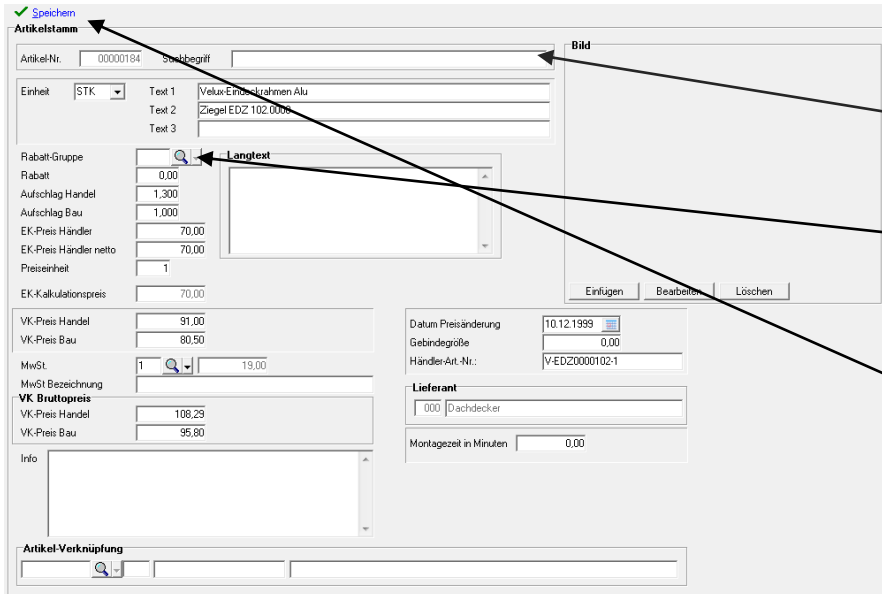 Speichern
Artikelstamm
Artikel-Nr. 00000184 Suchbegriff
Bild
Einheit STK Text 1 Velux-Eindeckrahmen Alu
Text 2 Ziegel EDZ 102.0000
Text 3
Rabatt-Gruppe Langtext
Rabatt 0,00
Aufschlag Handel 1,300
Aufschlag Bau 1,000
EK-Preis Händler 70,00
EK-Preis Händler netto 70,00
Preiseinheit 1
EK-Kalkulationspreis 70,00
Einfügen Bearbeiten Löschen
VK-Preis Handel 91,00
VK-Preis Bau 80,50
Datum Preisänderung 10.12.1999
Gebindegröße 0,00
Händler-Art.-Nr.: V-EDZ0000102-1
MwSt. 1 19,00
MwSt Bezeichnung
Lieferant
000 Dachdecker
VK Bruttopreis
VK-Preis Handel 108,29
VK-Preis Bau 95,80
Montagezeit in Minuten 0,00
Info
Artikel-Verknüpfung